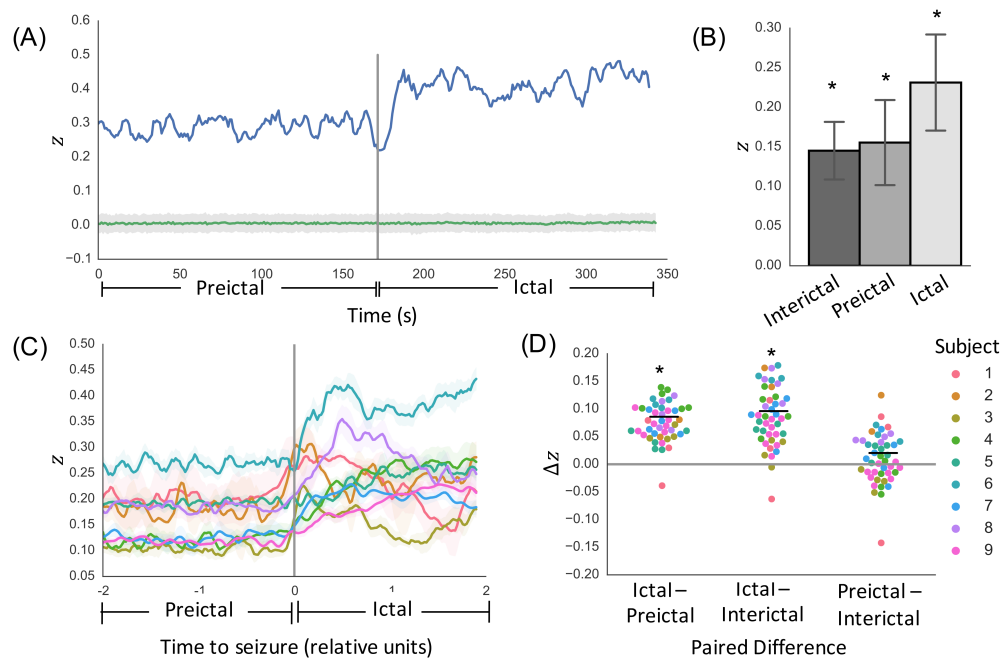 (A)
0.6
0.5
0.4
0.3
0.2
0.1
0.0
−0.1
z
0 50 100 150 200 250 300 350
Preictal Ictal
Time (s)
(B)
0.30
0.25
0.20
0.15
0.10
0.05
0.00
z
* * *
Interictal Preictal Ictal
(C)
0.50
0.45
0.40
0.35
0.30
0.25
0.20
0.15
0.10
0.05
z
-2 -1 0 1 2
Preictal Ictal
Time to seizure (relative units)
(D)
0.20
0.15
0.10
0.05
0.00
−0.05
−0.10
−0.15
−0.20
Δz
* *
Ictal– Ictal – Preictal –
Preictal Interictal Interictal
Paired Difference
Subject
1
2
3
4
5
6
7
8
9